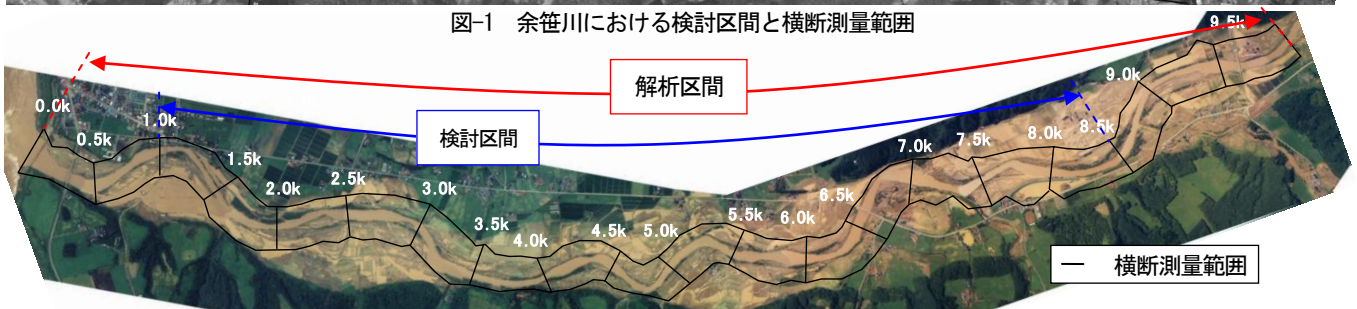 図-1 余笹川における検討区間と横断測量範囲
解析区間
検討区間
0.0k
0.5k
1.0k
1.5k
2.0k
2.5k
3.0k
3.5k
4.0k
4.5k
5.0k
5.5k
6.0k
6.5k
7.0k
7.5k
8.0k
8.5k
9.0k
9.5k
― 横断測量範囲